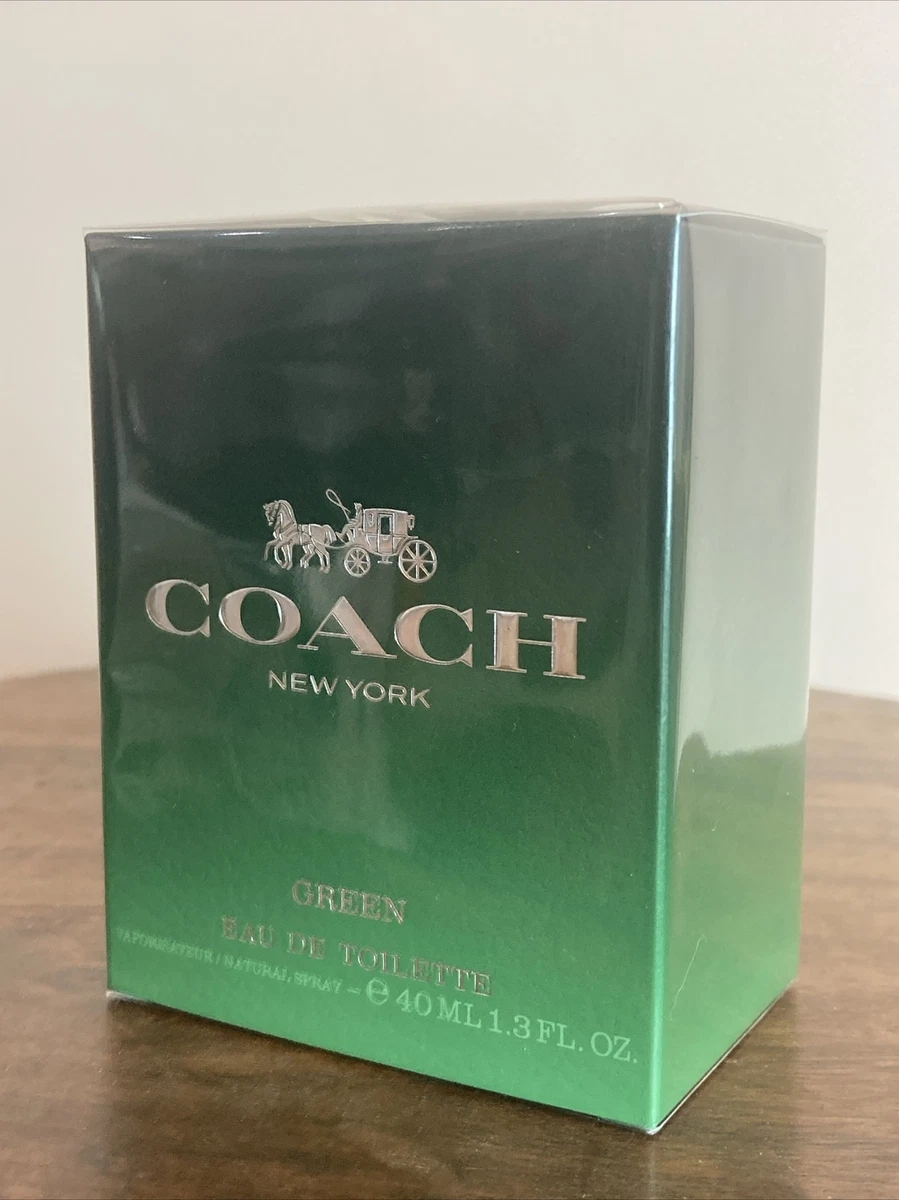 COACH
NEW YORK
GREEN
EAU DE TOILETTE
VAPORISATEUR / NATURAL SPRAY – ℮ 40 ML 1.3 FL. OZ.